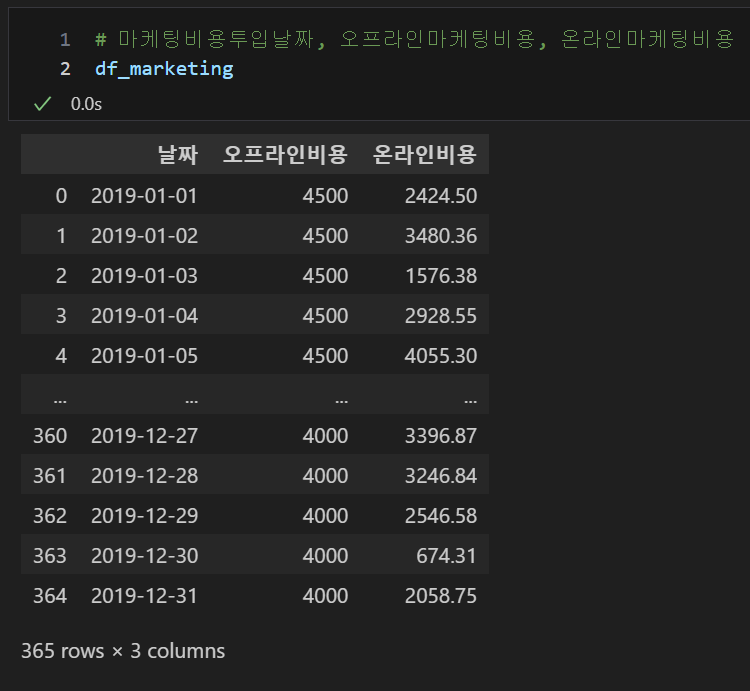 1 # 마케팅비용투입날짜, 오프라인마케팅비용, 온라인마케팅비용
2 df_marketing
✓ 0.0s
날짜 오프라인비용 온라인비용
0 2019-01-01 4500 2424.50
1 2019-01-02 4500 3480.36
2 2019-01-03 4500 1576.38
3 2019-01-04 4500 2928.55
4 2019-01-05 4500 4055.30
... ... ... ...
360 2019-12-27 4000 3396.87
361 2019-12-28 4000 3246.84
362 2019-12-29 4000 2546.58
363 2019-12-30 4000 674.31
364 2019-12-31 4000 2058.75
365 rows × 3 columns